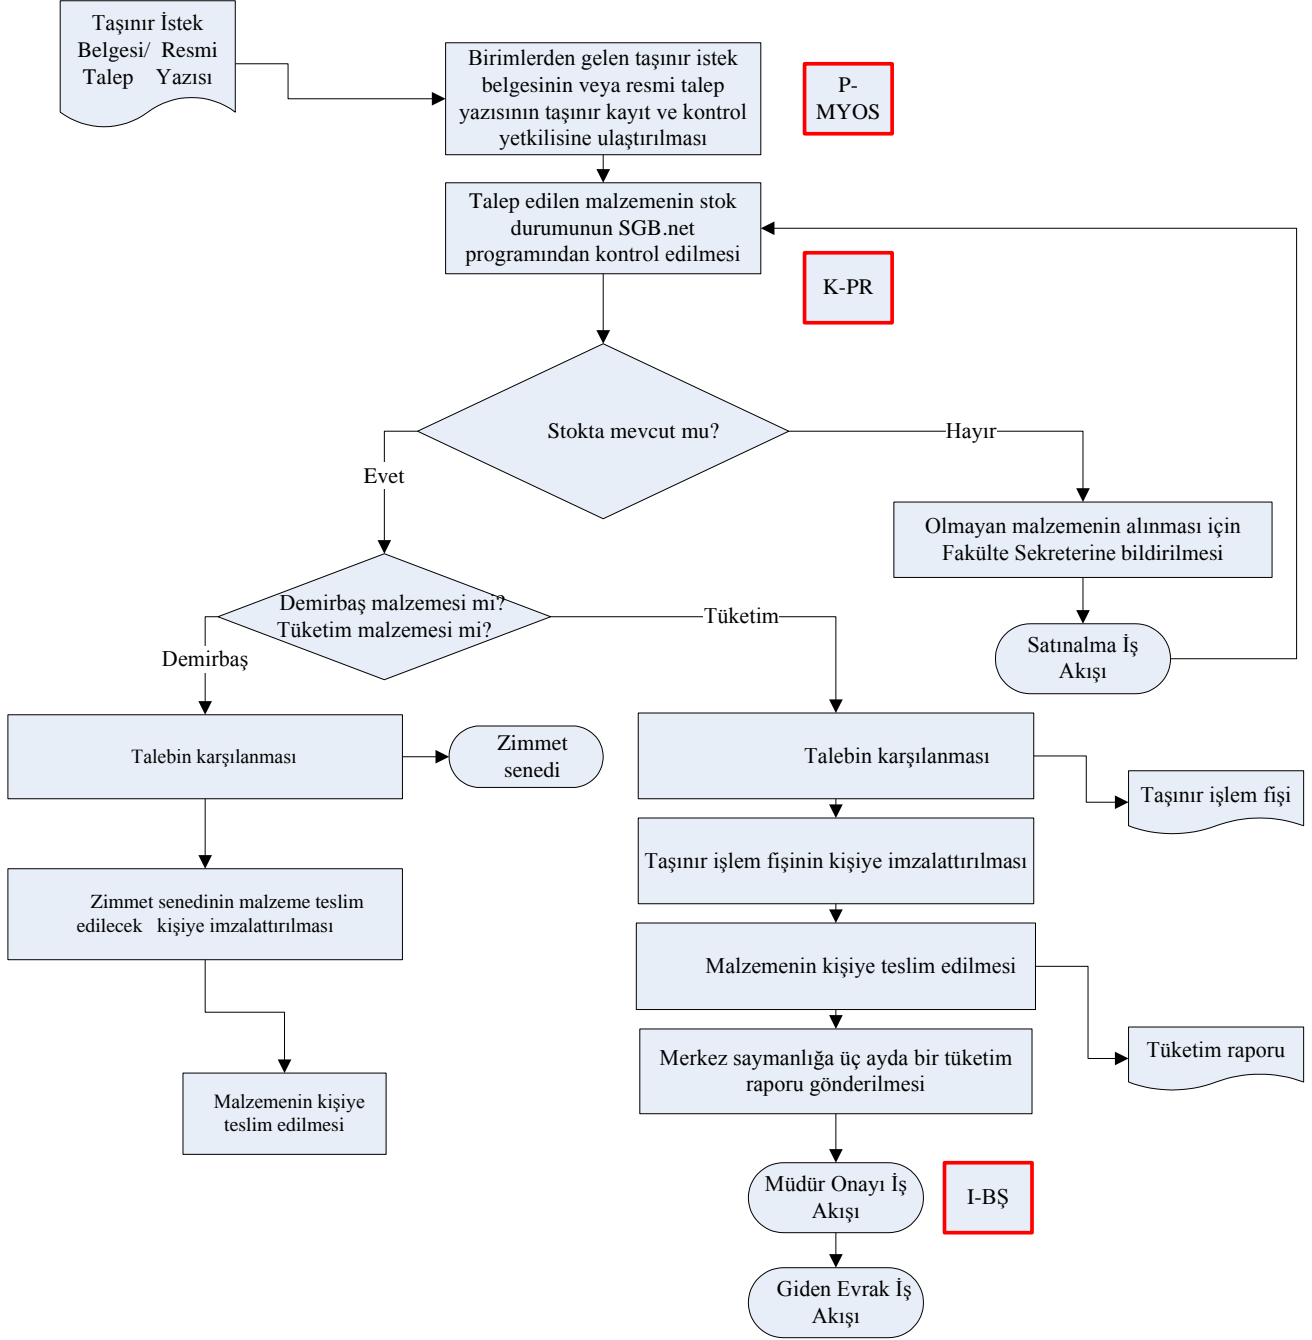 Taşınır İstek
Belgesi/ Resmi
Talep Yazısı
Birimlerden gelen taşınır istek
belgesinin veya resmi talep
yazısının taşınır kayıt ve kontrol
yetkilisine ulaştırılması
P-
MYOS
Talep edilen malzemenin stok
durumunun SGB.net
programından kontrol edilmesi
K-PR
Stokta mevcut mu?
Hayır
Evet
Olmayan malzemenin alınması için
Fakülte Sekreterine bildirilmesi
Demirbaş malzemesi mi?
Tüketim malzemesi mi?
Tüketim
Demirbaş
Satınalma İş
Akışı
Talebin karşılanması
Zimmet
senedi
Talebin karşılanması
Taşınır işlem fişi
Taşınır işlem fişinin kişiye imzalattırılması
Zimmet senedinin malzeme teslim
edilecek kişiye imzalattırılması
Malzemenin kişiye teslim edilmesi
Merkez saymanlığa üç ayda bir tüketim
raporu gönderilmesi
Tüketim raporu
Malzemenin kişiye
teslim edilmesi
Müdür Onayı İş
Akışı
I-BŞ
Giden Evrak İş
Akışı